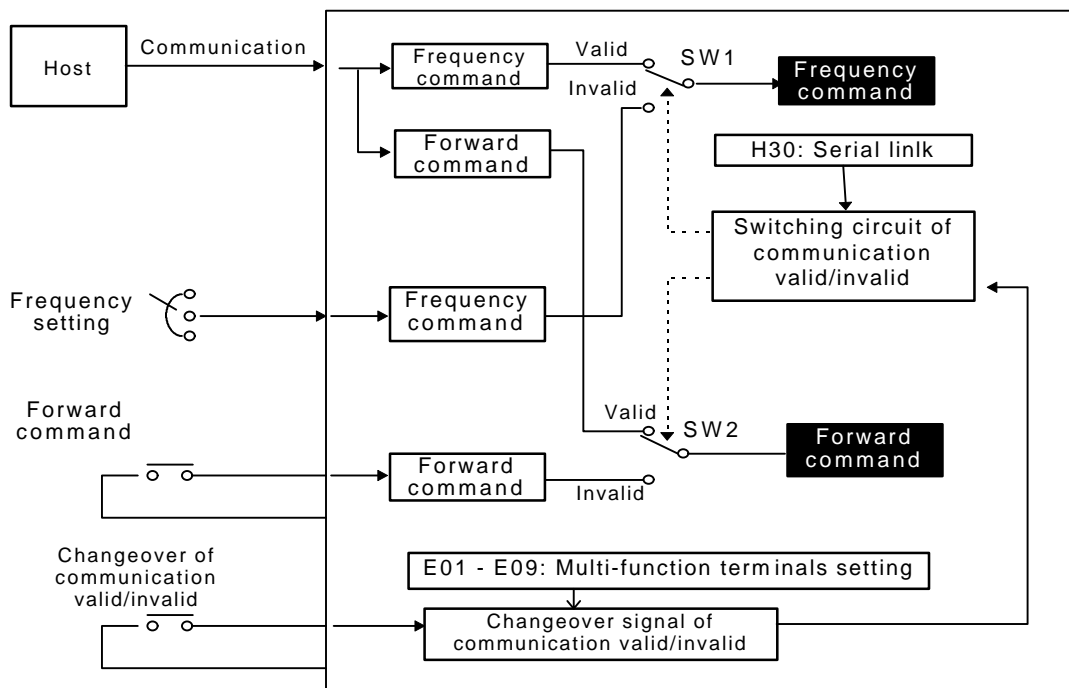 Host
Communication
Frequency
command
Valid
SW1
Frequency
command
Invalid
Forward
command
H30: Serial linlk
Switching circuit of
communication
valid/invalid
Frequency
setting
Frequency
command
Forward
command
Valid
SW2
Forward
command
Forward
command
Invalid
Changeover of
communication
valid/invalid
E01 - E09: Multi-function terminals setting
Changeover signal of
communication valid/invalid